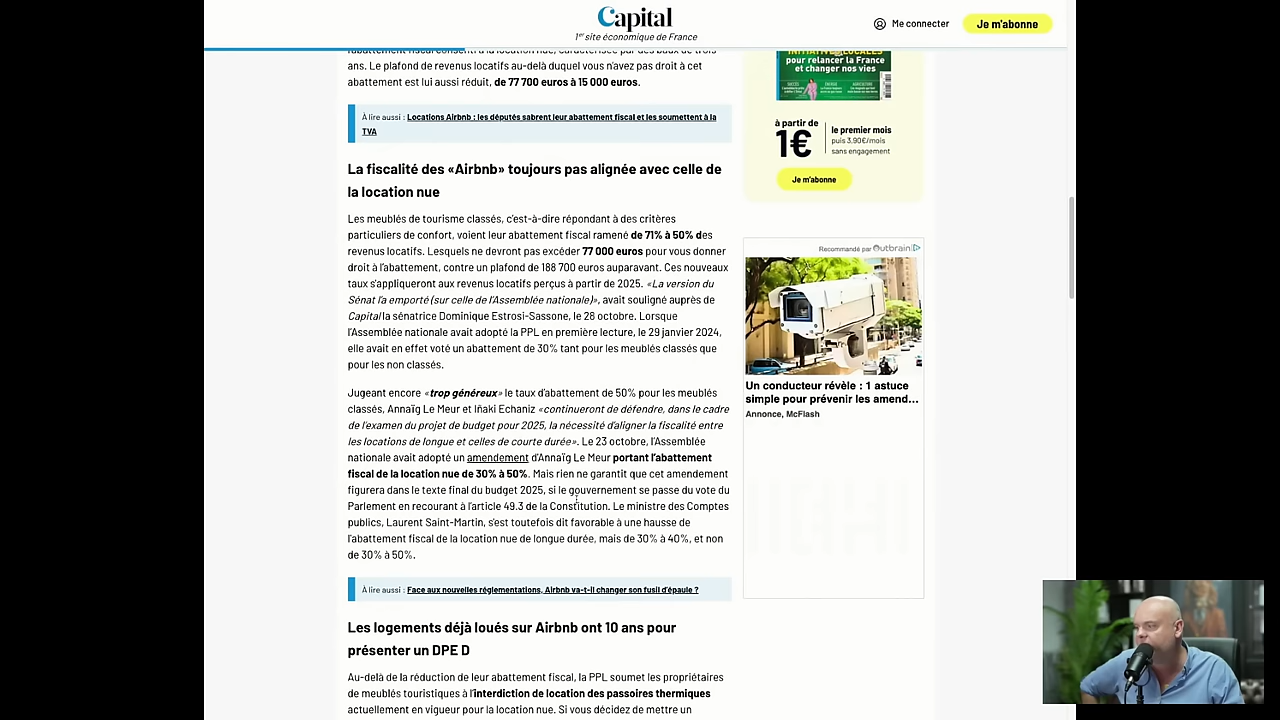 Capital
1er site économique de France
Me connecter
Je m'abonne
l'abattement fiscal consenti à la location nue, caractérisée par des baux de trois
ans. Le plafond de revenus locatifs au-delà duquel vous n'avez pas droit à cet
abattement est lui aussi réduit, de 77 700 euros à 15 000 euros.
À lire aussi : Locations Airbnb : les députés sabrent leur abattement fiscal et les soumettent à la
TVA
La fiscalité des «Airbnb» toujours pas alignée avec celle de
la location nue
Les meublés de tourisme classés, c'est-à-dire répondant à des critères
particuliers de confort, voient leur abattement fiscal ramené de 71% à 50% des
revenus locatifs. Lesquels ne devront pas excéder 77 000 euros pour vous donner
droit à l'abattement, contre un plafond de 188 700 euros auparavant. Ces nouveaux
taux s'appliqueront aux revenus locatifs perçus à partir de 2025. «La version du
Sénat l'a emporté (sur celle de l'Assemblée nationale)», avait souligné auprès de
Capital la sénatrice Dominique Estrosi-Sassone, le 28 octobre. Lorsque
l'Assemblée nationale avait adopté la PPL en première lecture, le 29 janvier 2024,
elle avait en effet voté un abattement de 30% tant pour les meublés classés que
pour les non classés.
Jugeant encore «trop généreux» le taux d'abattement de 50% pour les meublés
classés, Annaïg Le Meur et Iñaki Echaniz «continueront de défendre, dans le cadre
de l'examen du projet de budget pour 2025, la nécessité d'aligner la fiscalité entre
les locations de longue et celles de courte durée». Le 23 octobre, l'Assemblée
nationale avait adopté un amendement d'Annaïg Le Meur portant l'abattement
fiscal de la location nue de 30% à 50%. Mais rien ne garantit que cet amendement
figurera dans le texte final du budget 2025, si le gouvernement se passe du vote du
Parlement en recourant à l'article 49.3 de la Constitution. Le ministre des Comptes
publics, Laurent Saint-Martin, s'est toutefois dit favorable à une hausse de
l'abattement fiscal de la location nue de longue durée, mais de 30% à 40%, et non
de 30% à 50%.
À lire aussi : Face aux nouvelles réglementations, Airbnb va-t-il changer son fusil d'épaule ?
Les logements déjà loués sur Airbnb ont 10 ans pour
présenter un DPE D
Au-delà de la réduction de leur abattement fiscal, la PPL soumet les propriétaires
de meublés touristiques à l'interdiction de location des passoires thermiques
actuellement en vigueur pour la location nue. Si vous décidez de mettre un
INITIATIVES LOCALES
pour relancer la France
et changer nos vies
à partir de
1€
le premier mois
puis 3,90€/mois
sans engagement
Je m'abonne
Recommandé par Outbrain
Un conducteur révèle : 1 astuce
simple pour prévenir les amend...
Annonce, McFlash